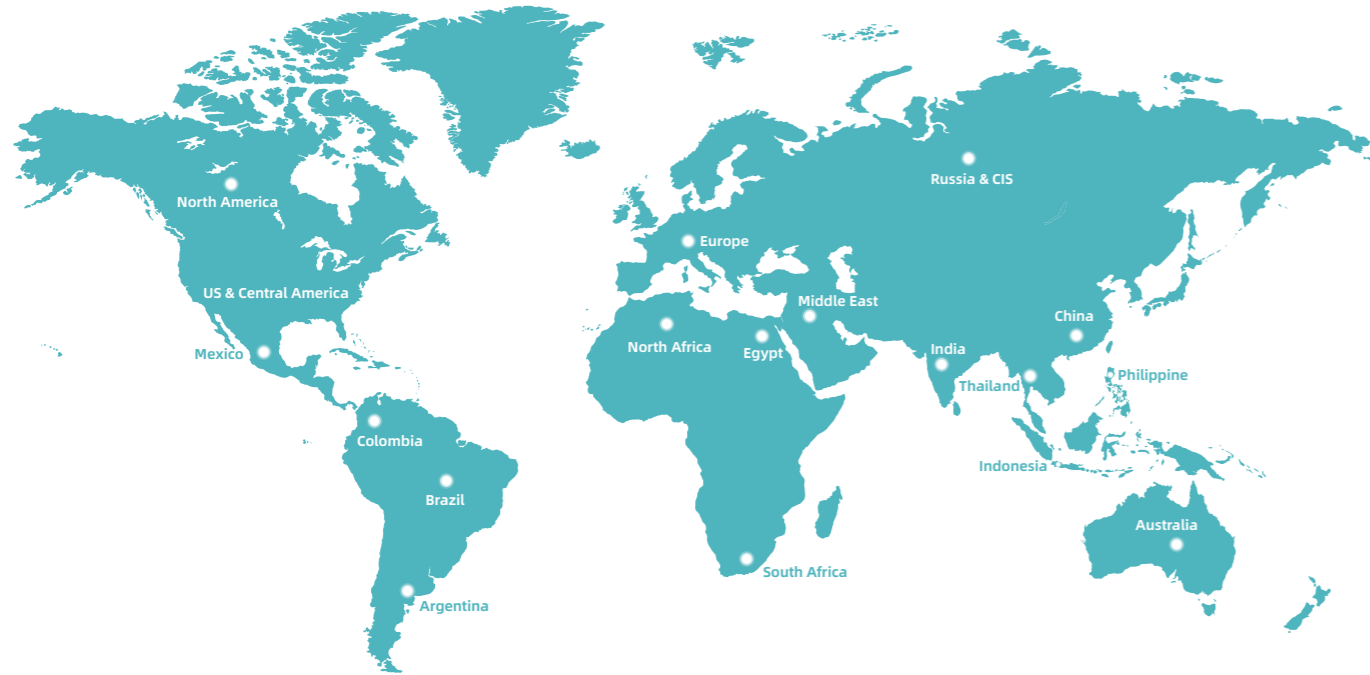 Russia & CIS
North America
Europe
US & Central America
Middle East
China
North Africa
Egypt
India
Mexico
Thailand
Philippine
Colombia
Indonesia
Brazil
Australia
South Africa
Argentina